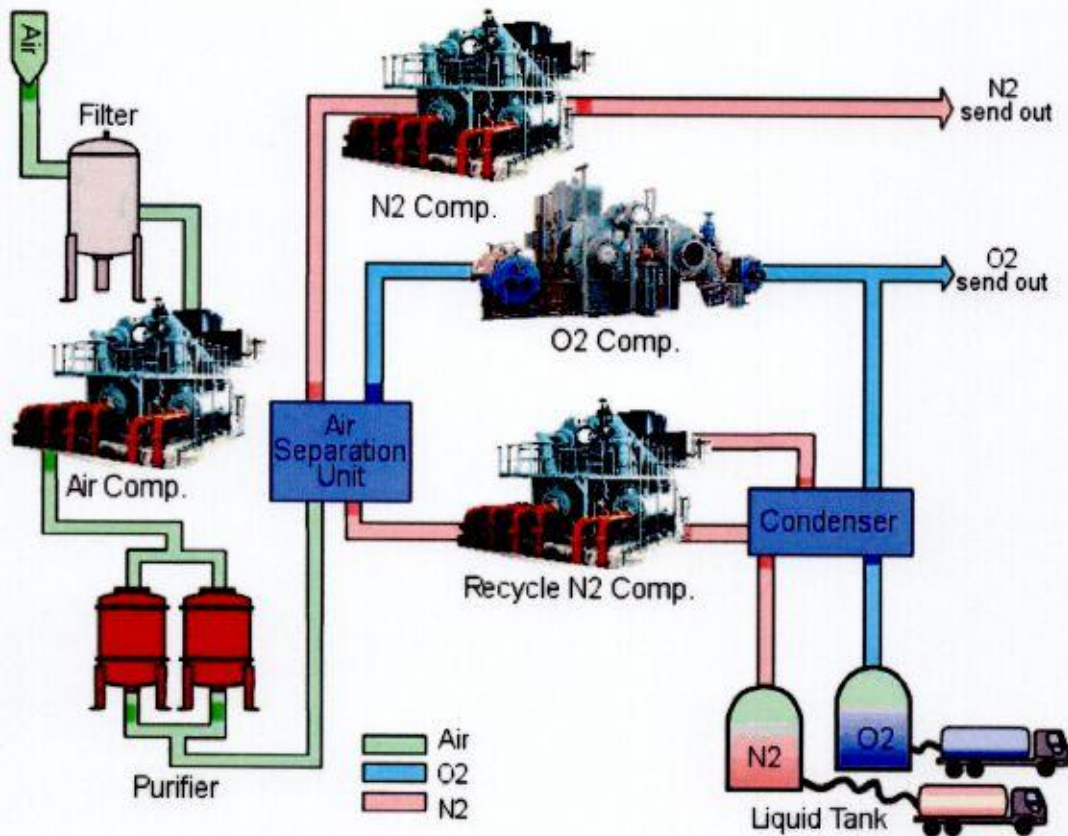 Air
Filter
N2
send out
N2 Comp.
O2
send out
O2 Comp.
Air
Separation
Unit
Air Comp.
Condenser
Recycle N2 Comp.
Air
O2
N2
Purifier
N2
O2
Liquid Tank